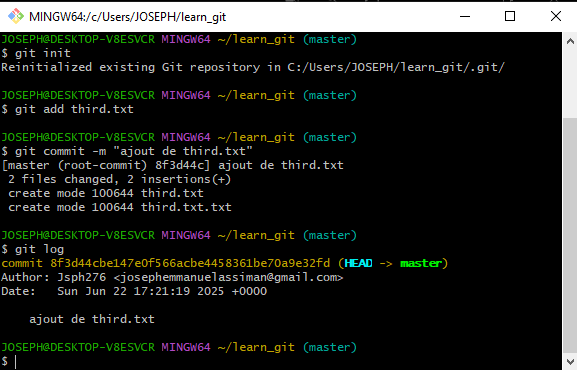 MINGW64:/c/Users/JOSEPH/learn_git
JOSEPH@DESKTOP-V8ESVCR MINGW64 ~/learn_git (master)
$ git init
Reinitialized existing Git repository in C:/Users/JOSEPH/learn_git/.git/
JOSEPH@DESKTOP-V8ESVCR MINGW64 ~/learn_git (master)
$ git add third.txt
JOSEPH@DESKTOP-V8ESVCR MINGW64 ~/learn_git (master)
$ git commit -m "ajout de third.txt"
[master (root-commit) 8f3d44c] ajout de third.txt
2 files changed, 2 insertions(+)
create mode 100644 third.txt
create mode 100644 third.txt.txt
JOSEPH@DESKTOP-V8ESVCR MINGW64 ~/learn_git (master)
$ git log
commit 8f3d44cbe147e0f566acbe4458361be70a9e32fd (HEAD -> master)
Author: Jsph276 <josephemmanuelassiman@gmail.com>
Date: Sun Jun 22 17:21:19 2025 +0000
ajout de third.txt
JOSEPH@DESKTOP-V8ESVCR MINGW64 ~/learn_git (master)
$